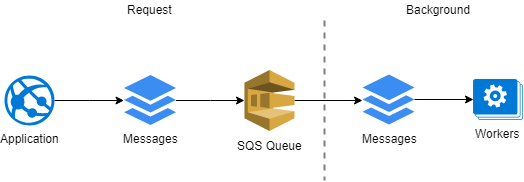 Request
Background
Application
Messages
SQS Queue
Messages
Workers